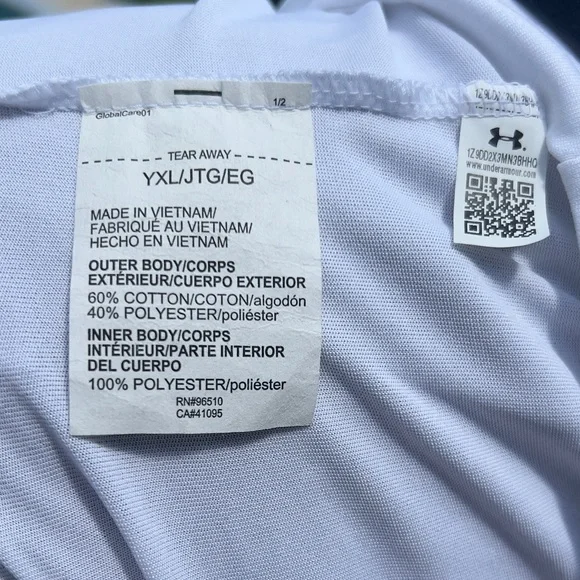 GlobalCare01
1/2
TEAR AWAY
YXL/JTG/EG
MADE IN VIETNAM/
FABRIQUÉ AU VIETNAM/
HECHO EN VIETNAM
OUTER BODY/CORPS
EXTÉRIEUR/CUERPO EXTERIOR
60% COTTON/COTON/algodón
40% POLYESTER/poliéster
INNER BODY/CORPS
INTÉRIEUR/PARTE INTERIOR
DEL CUERPO
100% POLYESTER/poliéster
RN#96510
CA#41095
1Z9DD2X3MN3BHHQ
www.underarmour.com